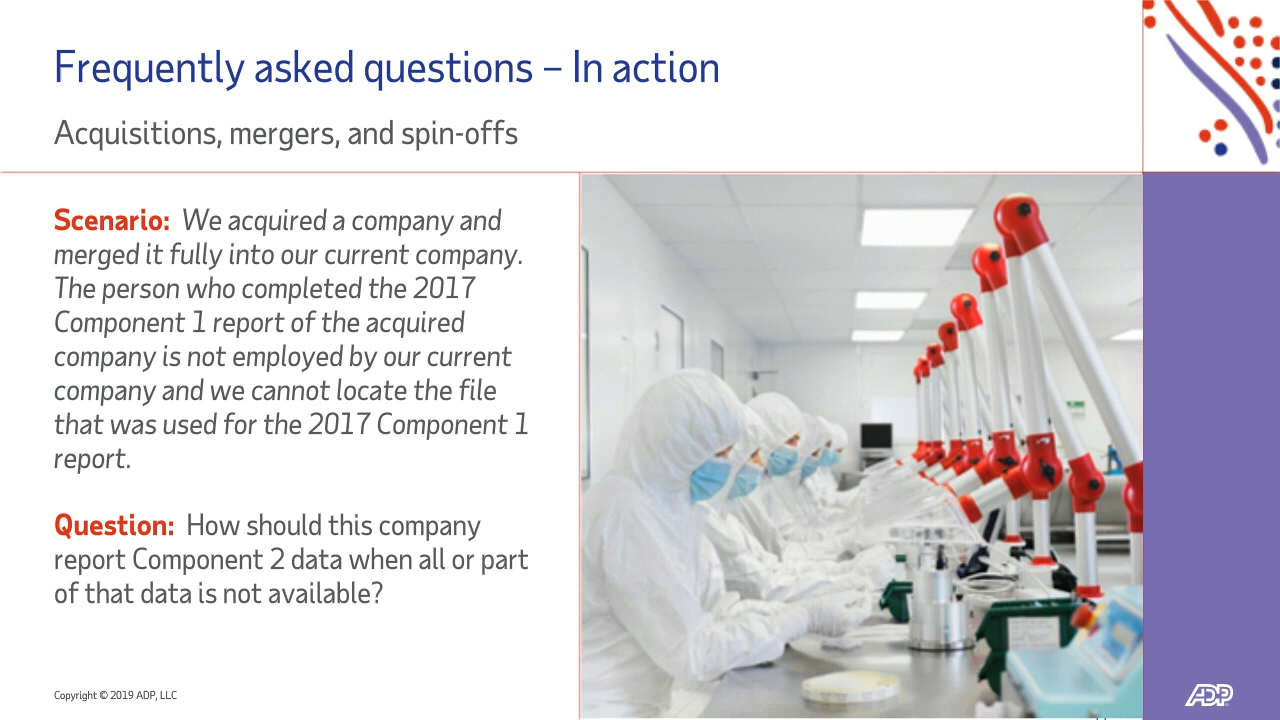 Frequently asked questions – In action
Acquisitions, mergers, and spin-offs
Scenario: We acquired a company and
merged it fully into our current company.
The person who completed the 2017
Component 1 report of the acquired
company is not employed by our current
company and we cannot locate the file
that was used for the 2017 Component 1
report.
Question: How should this company
report Component 2 data when all or part
of that data is not available?
Copyright © 2019 ADP, LLC
ADP